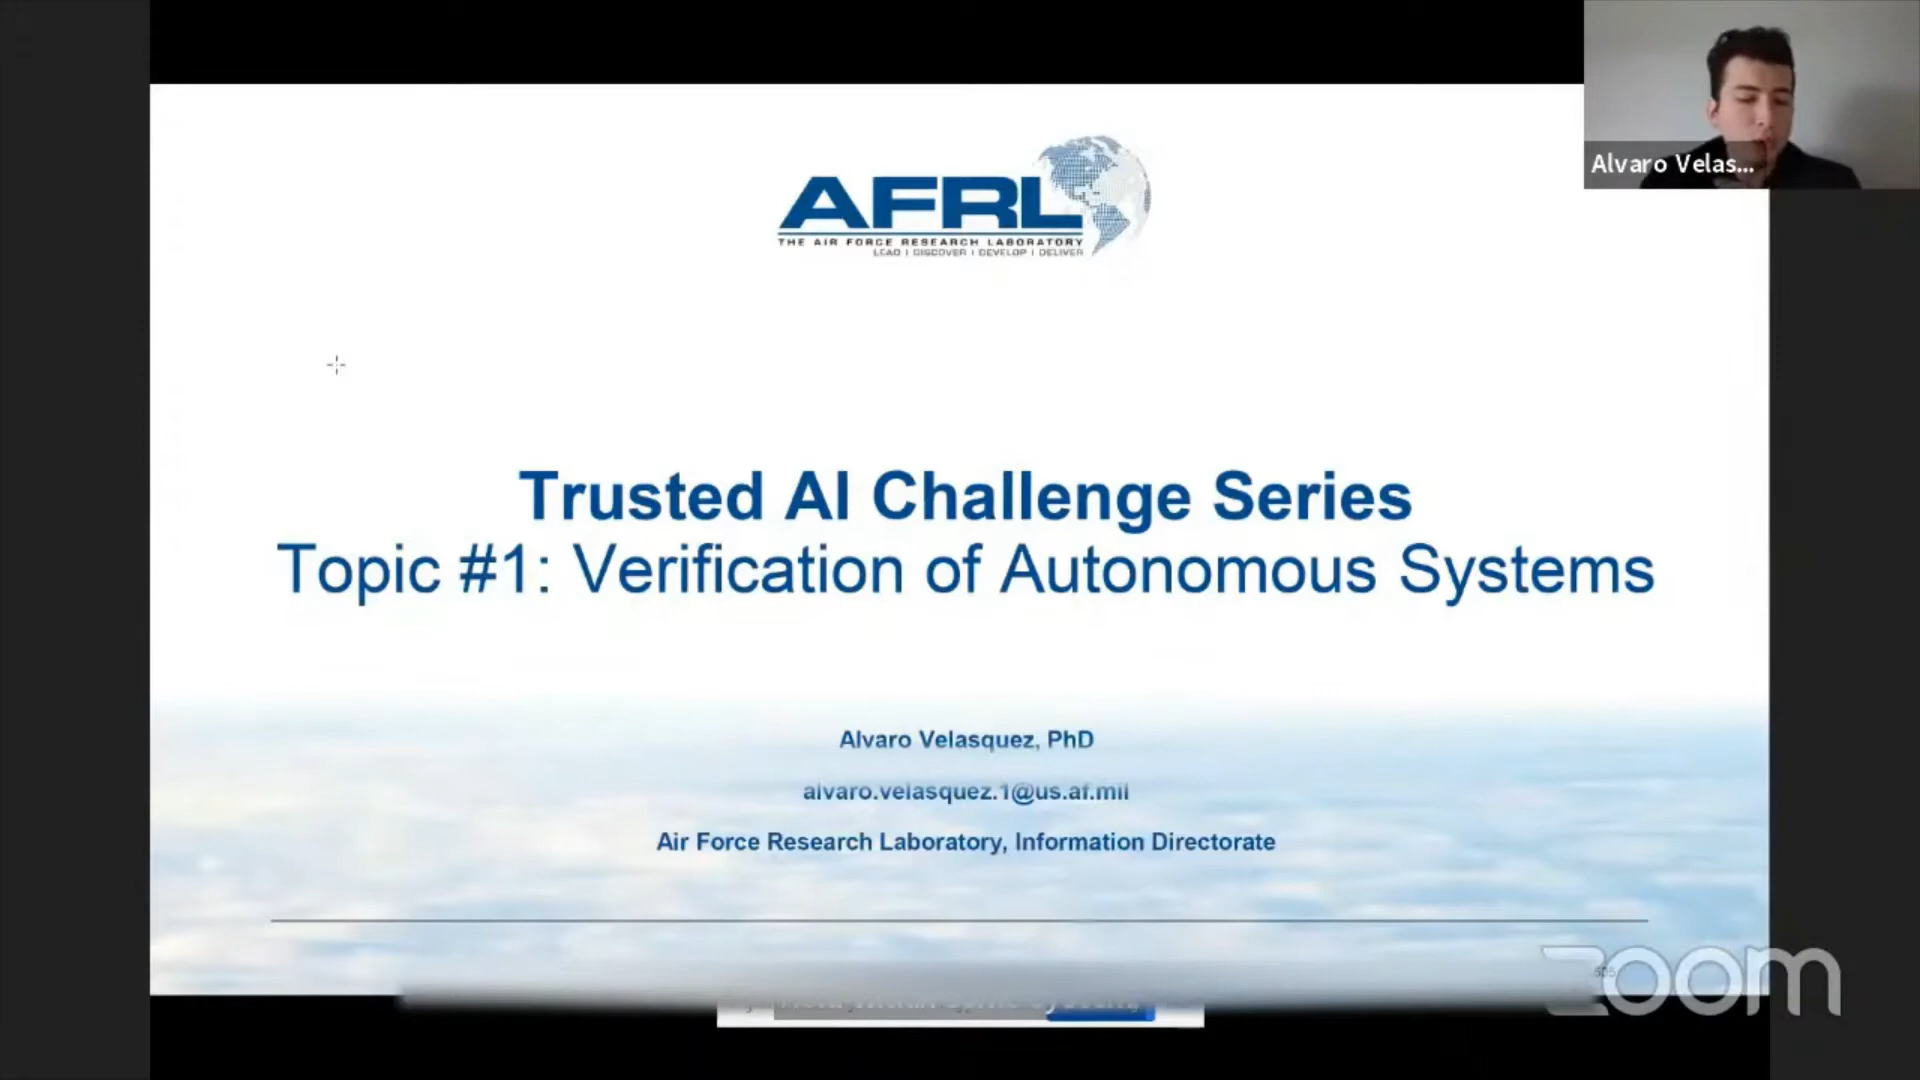 Alvaro Velas...
AFRL
THE AIR FORCE RESEARCH LABORATORY
LEAD | DISCOVER | DEVELOP | DELIVER
Trusted AI Challenge Series
Topic #1: Verification of Autonomous Systems
Alvaro Velasquez, PhD
alvaro.velasquez.1@us.af.mil
Air Force Research Laboratory, Information Directorate
zoom